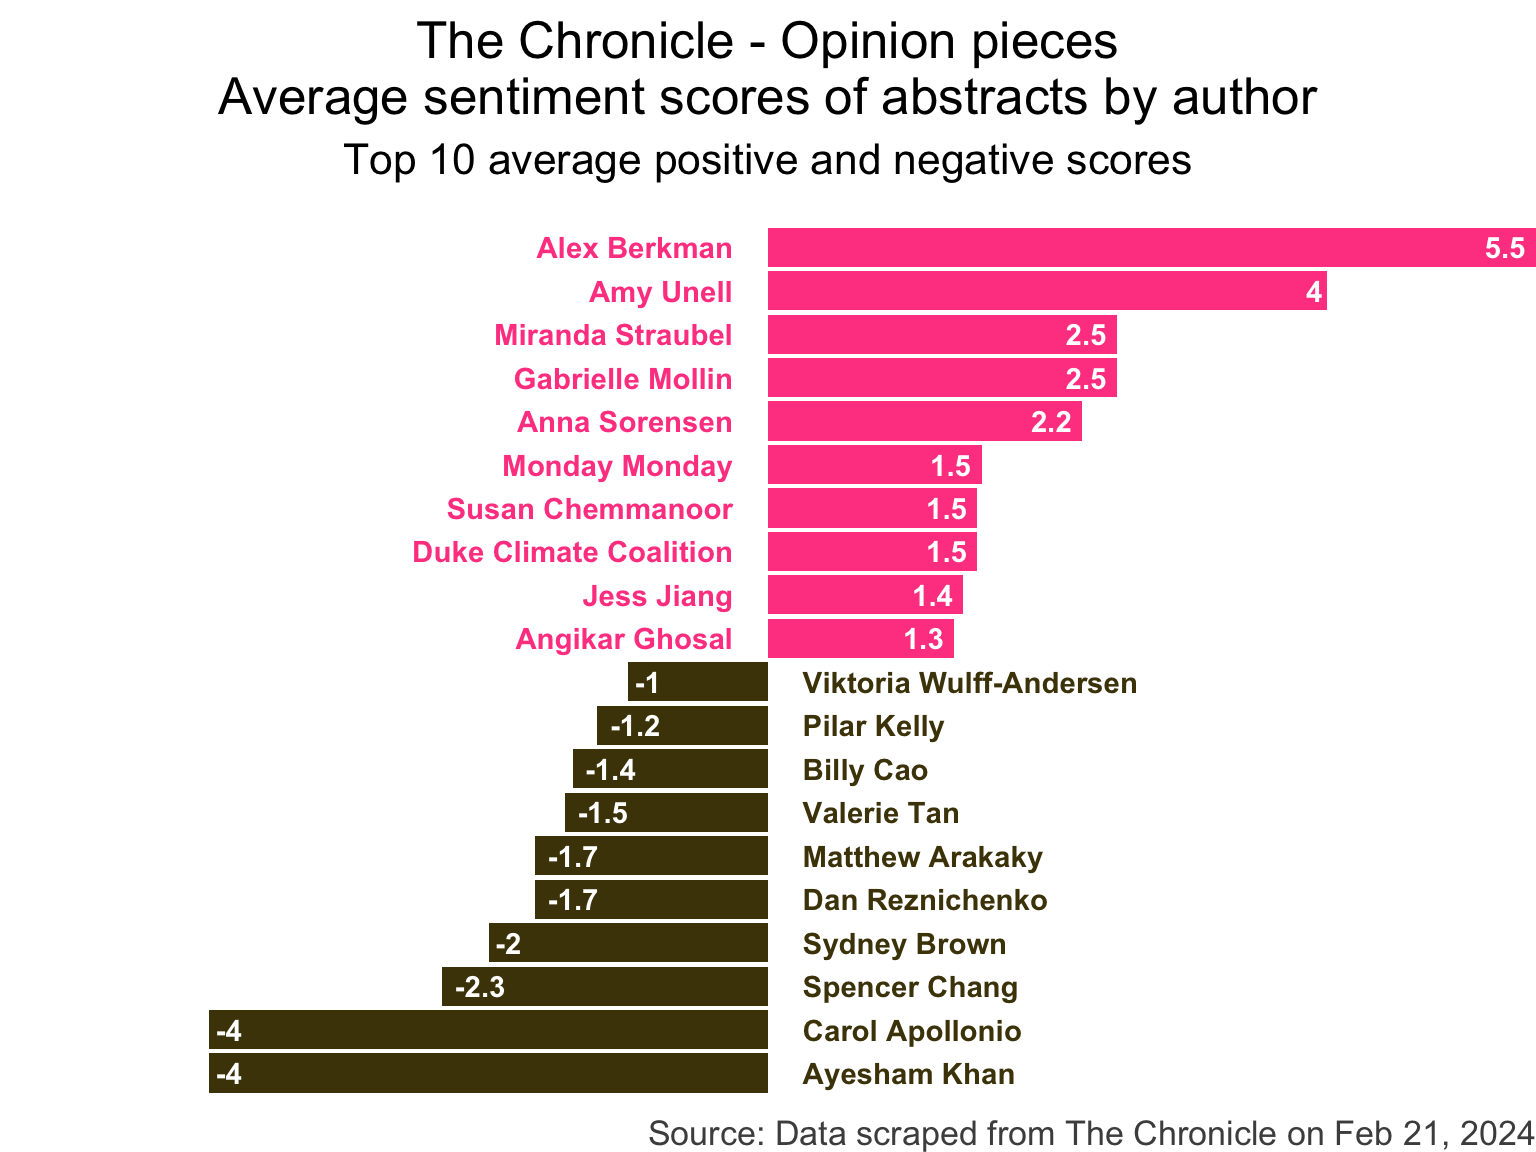 The Chronicle - Opinion pieces
Average sentiment scores of abstracts by author
Top 10 average positive and negative scores
Alex Berkman 5.5
Amy Unell 4
Miranda Straubel 2.5
Gabrielle Mollin 2.5
Anna Sorensen 2.2
Monday Monday 1.5
Susan Chemmanoor 1.5
Duke Climate Coalition 1.5
Jess Jiang 1.4
Angikar Ghosal 1.3
-1 Viktoria Wulff-Andersen
-1.2 Pilar Kelly
-1.4 Billy Cao
-1.5 Valerie Tan
-1.7 Matthew Arakaky
-1.7 Dan Reznichenko
-2 Sydney Brown
-2.3 Spencer Chang
-4 Carol Apollonio
-4 Ayesham Khan
Source: Data scraped from The Chronicle on Feb 21, 2024